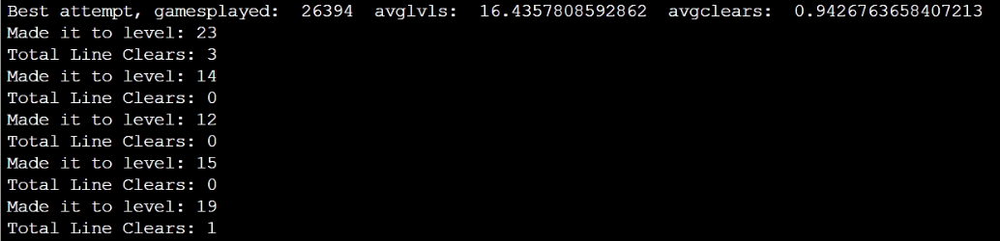 Best attempt, gamesplayed:  26394  avglvls:  16.4357808592862  avgclears:  0.9426763658407213
Made it to level: 23
Total Line Clears: 3
Made it to level: 14
Total Line Clears: 0
Made it to level: 12
Total Line Clears: 0
Made it to level: 15
Total Line Clears: 0
Made it to level: 19
Total Line Clears: 1